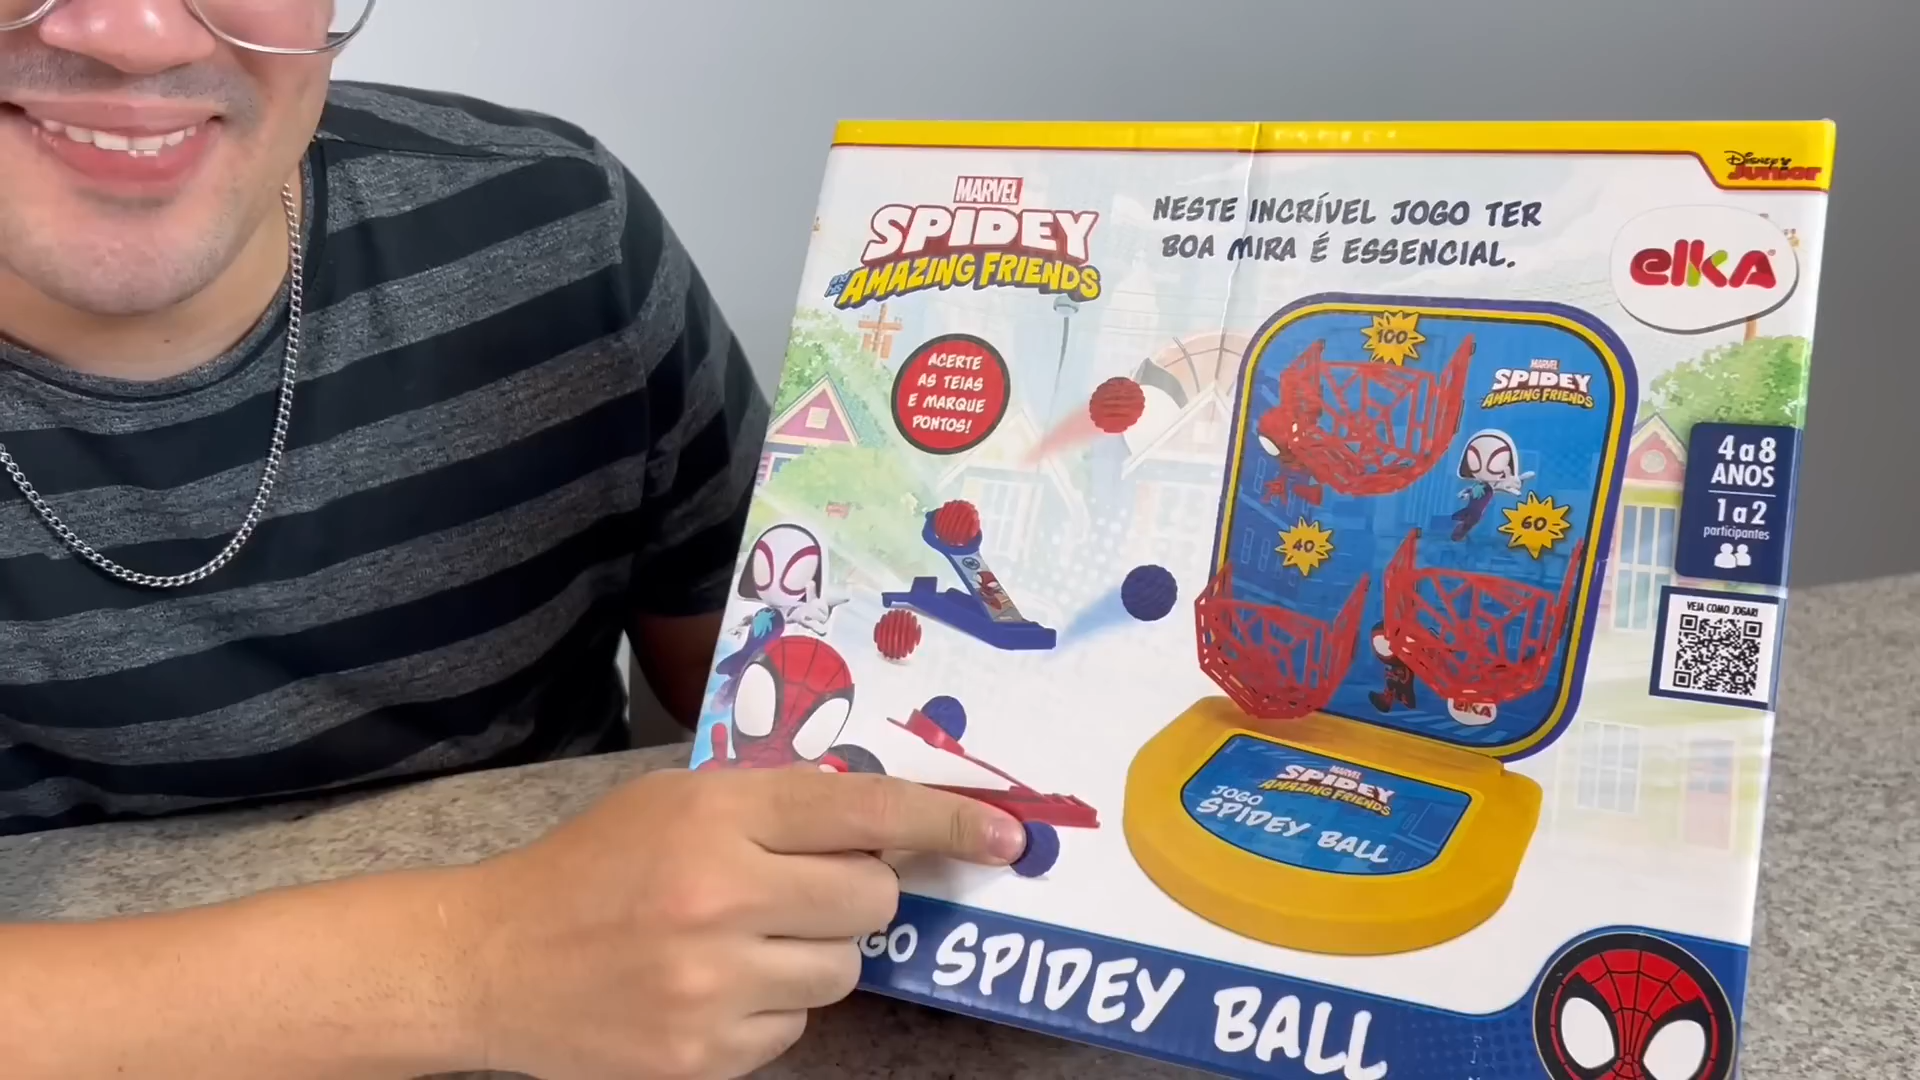 Disney
Junior
MARVEL
SPIDEY
and his
AMAZING FRIENDS
NESTE INCRÍVEL JOGO TER
BOA MIRA É ESSENCIAL.
elka
ACERTE
AS TEIAS
E MARQUE
PONTOS!
100
MARVEL
SPIDEY
AMAZING FRIENDS
40
60
4 a 8
ANOS
1 a 2
participantes
VEJA COMO JOGAR!
elka
MARVEL
SPIDEY
AMAZING FRIENDS
JOGO
SPIDEY BALL
GO SPIDEY BALL